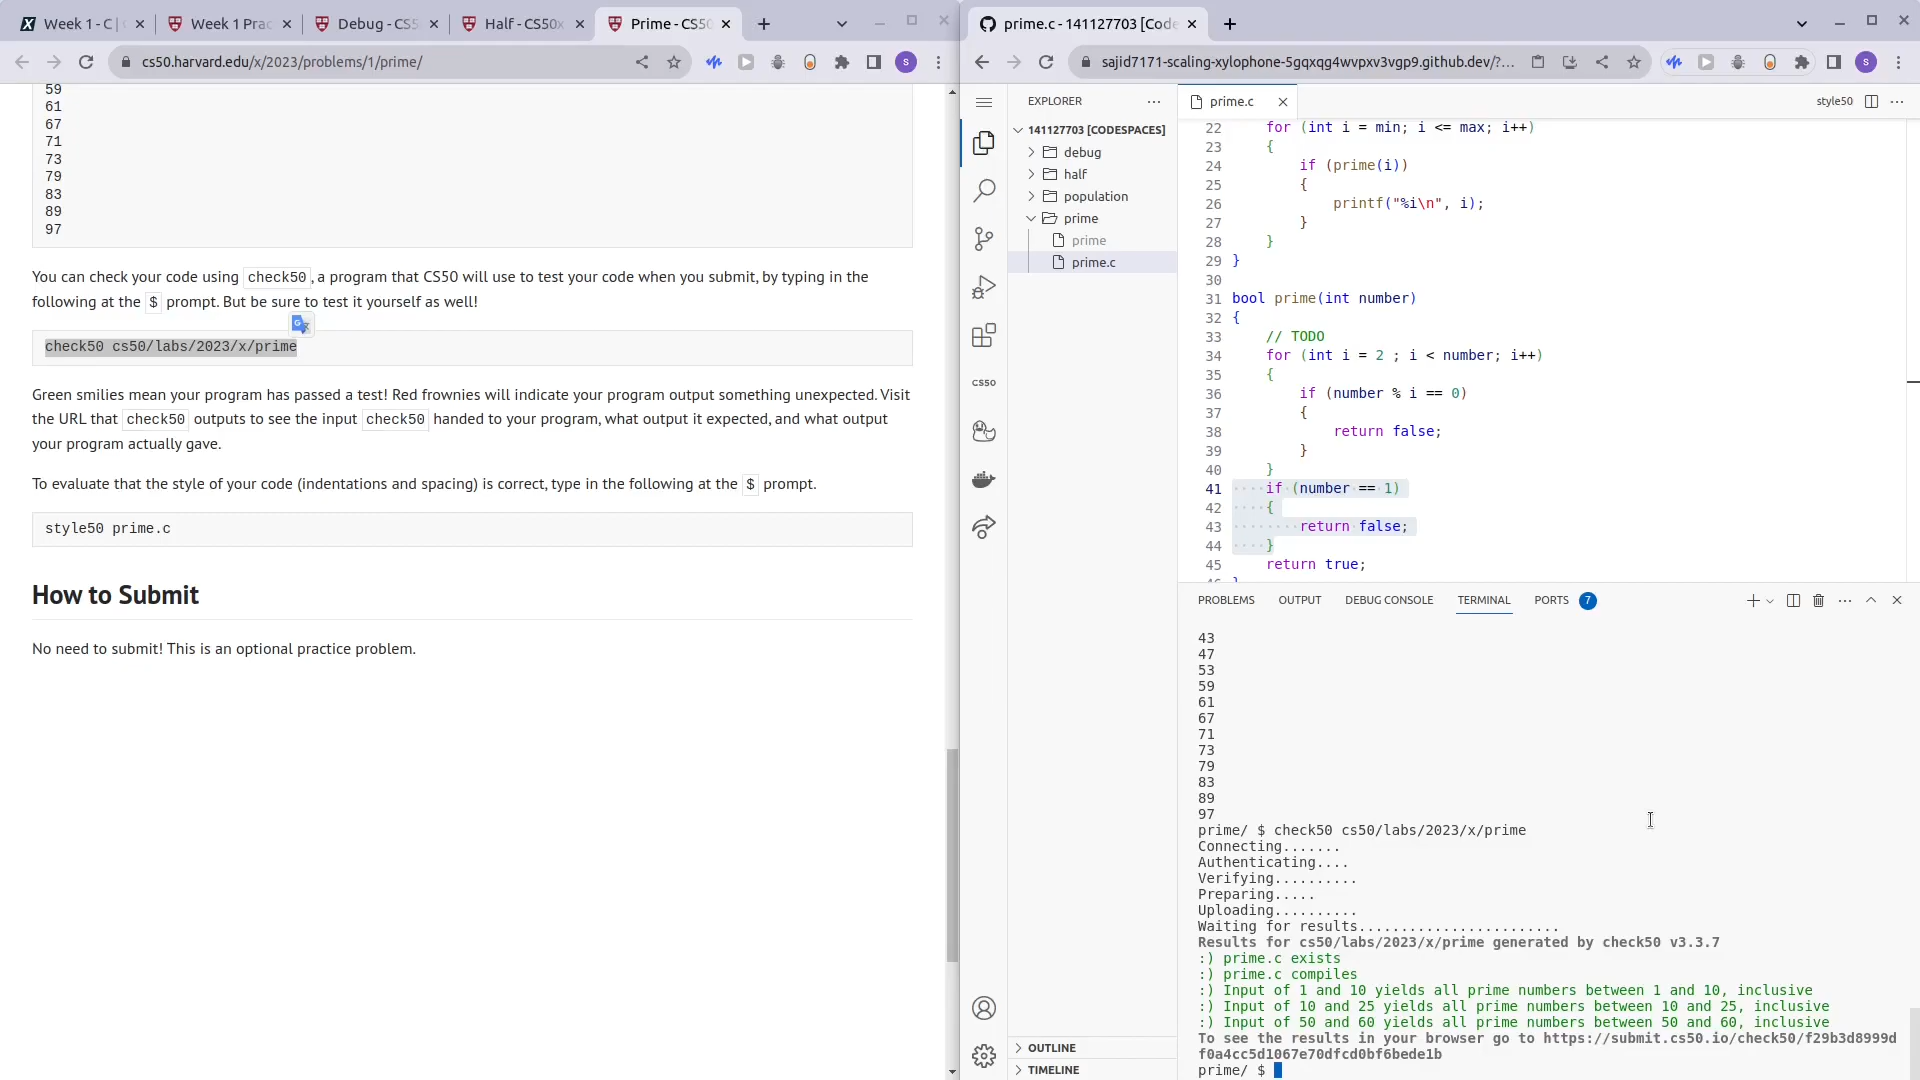 Week 1 - C |
Week 1 Prac
Debug - CS5
Half - CS50x
Prime - CS50
cs50.harvard.edu/x/2023/problems/1/prime/
S
59
61
67
71
73
79
83
89
97
You can check your code using check50, a program that CS50 will use to test your code when you submit, by typing in the
following at the $ prompt. But be sure to test it yourself as well!
check50 cs50/labs/2023/x/prime
Green smilies mean your program has passed a test! Red frownies will indicate your program output something unexpected. Visit
the URL that check50 outputs to see the input check50 handed to your program, what output it expected, and what output
your program actually gave.
To evaluate that the style of your code (indentations and spacing) is correct, type in the following at the $ prompt.
style50 prime.c
How to Submit
No need to submit! This is an optional practice problem.
prime.c - 141127703 [Code
sajid7171-scaling-xylophone-5gqxqg4wvpxv3vgp9.github.dev/?...
S
EXPLORER
141127703 [CODESPACES]
debug
half
population
prime
prime
prime.c
CS50
OUTLINE
TIMELINE
prime.c
style50
22 for (int i = min; i <= max; i++)
23 {
24 if (prime(i))
25 {
26 printf("%i\n", i);
27 }
28 }
29 }
30
31 bool prime(int number)
32 {
33 // TODO
34 for (int i = 2 ; i < number; i++)
35 {
36 if (number % i == 0)
37 {
38 return false;
39 }
40 }
41 if (number == 1)
42 {
43 return false;
44 }
45 return true;
46 }
PROBLEMS OUTPUT DEBUG CONSOLE TERMINAL PORTS 7
43
47
53
59
61
67
71
73
79
83
89
97
prime/ $ check50 cs50/labs/2023/x/prime
Connecting.......
Authenticating....
Verifying..........
Preparing.....
Uploading..........
Waiting for results........................
Results for cs50/labs/2023/x/prime generated by check50 v3.3.7
:) prime.c exists
:) prime.c compiles
:) Input of 1 and 10 yields all prime numbers between 1 and 10, inclusive
:) Input of 10 and 25 yields all prime numbers between 10 and 25, inclusive
:) Input of 50 and 60 yields all prime numbers between 50 and 60, inclusive
To see the results in your browser go to https://submit.cs50.io/check50/f29b3d8999d
f0a4cc5d1067e70dfcd0bf6bede1b
prime/ $